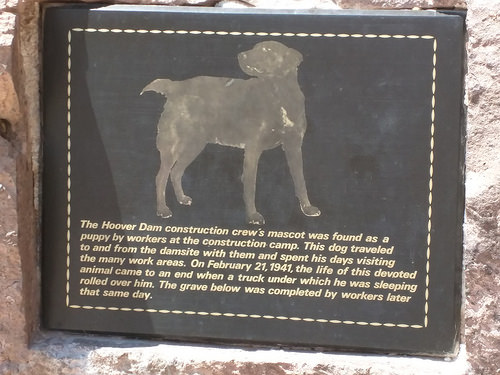 The Hoover Dam construction crew's mascot was found as a
puppy by workers at the construction camp. This dog traveled
to and from the damsite with them and spent his days visiting
the many work areas. On February 21, 1941, the life of this devoted
animal came to an end when a truck under which he was sleeping
rolled over him. The grave below was completed by workers later
that same day.